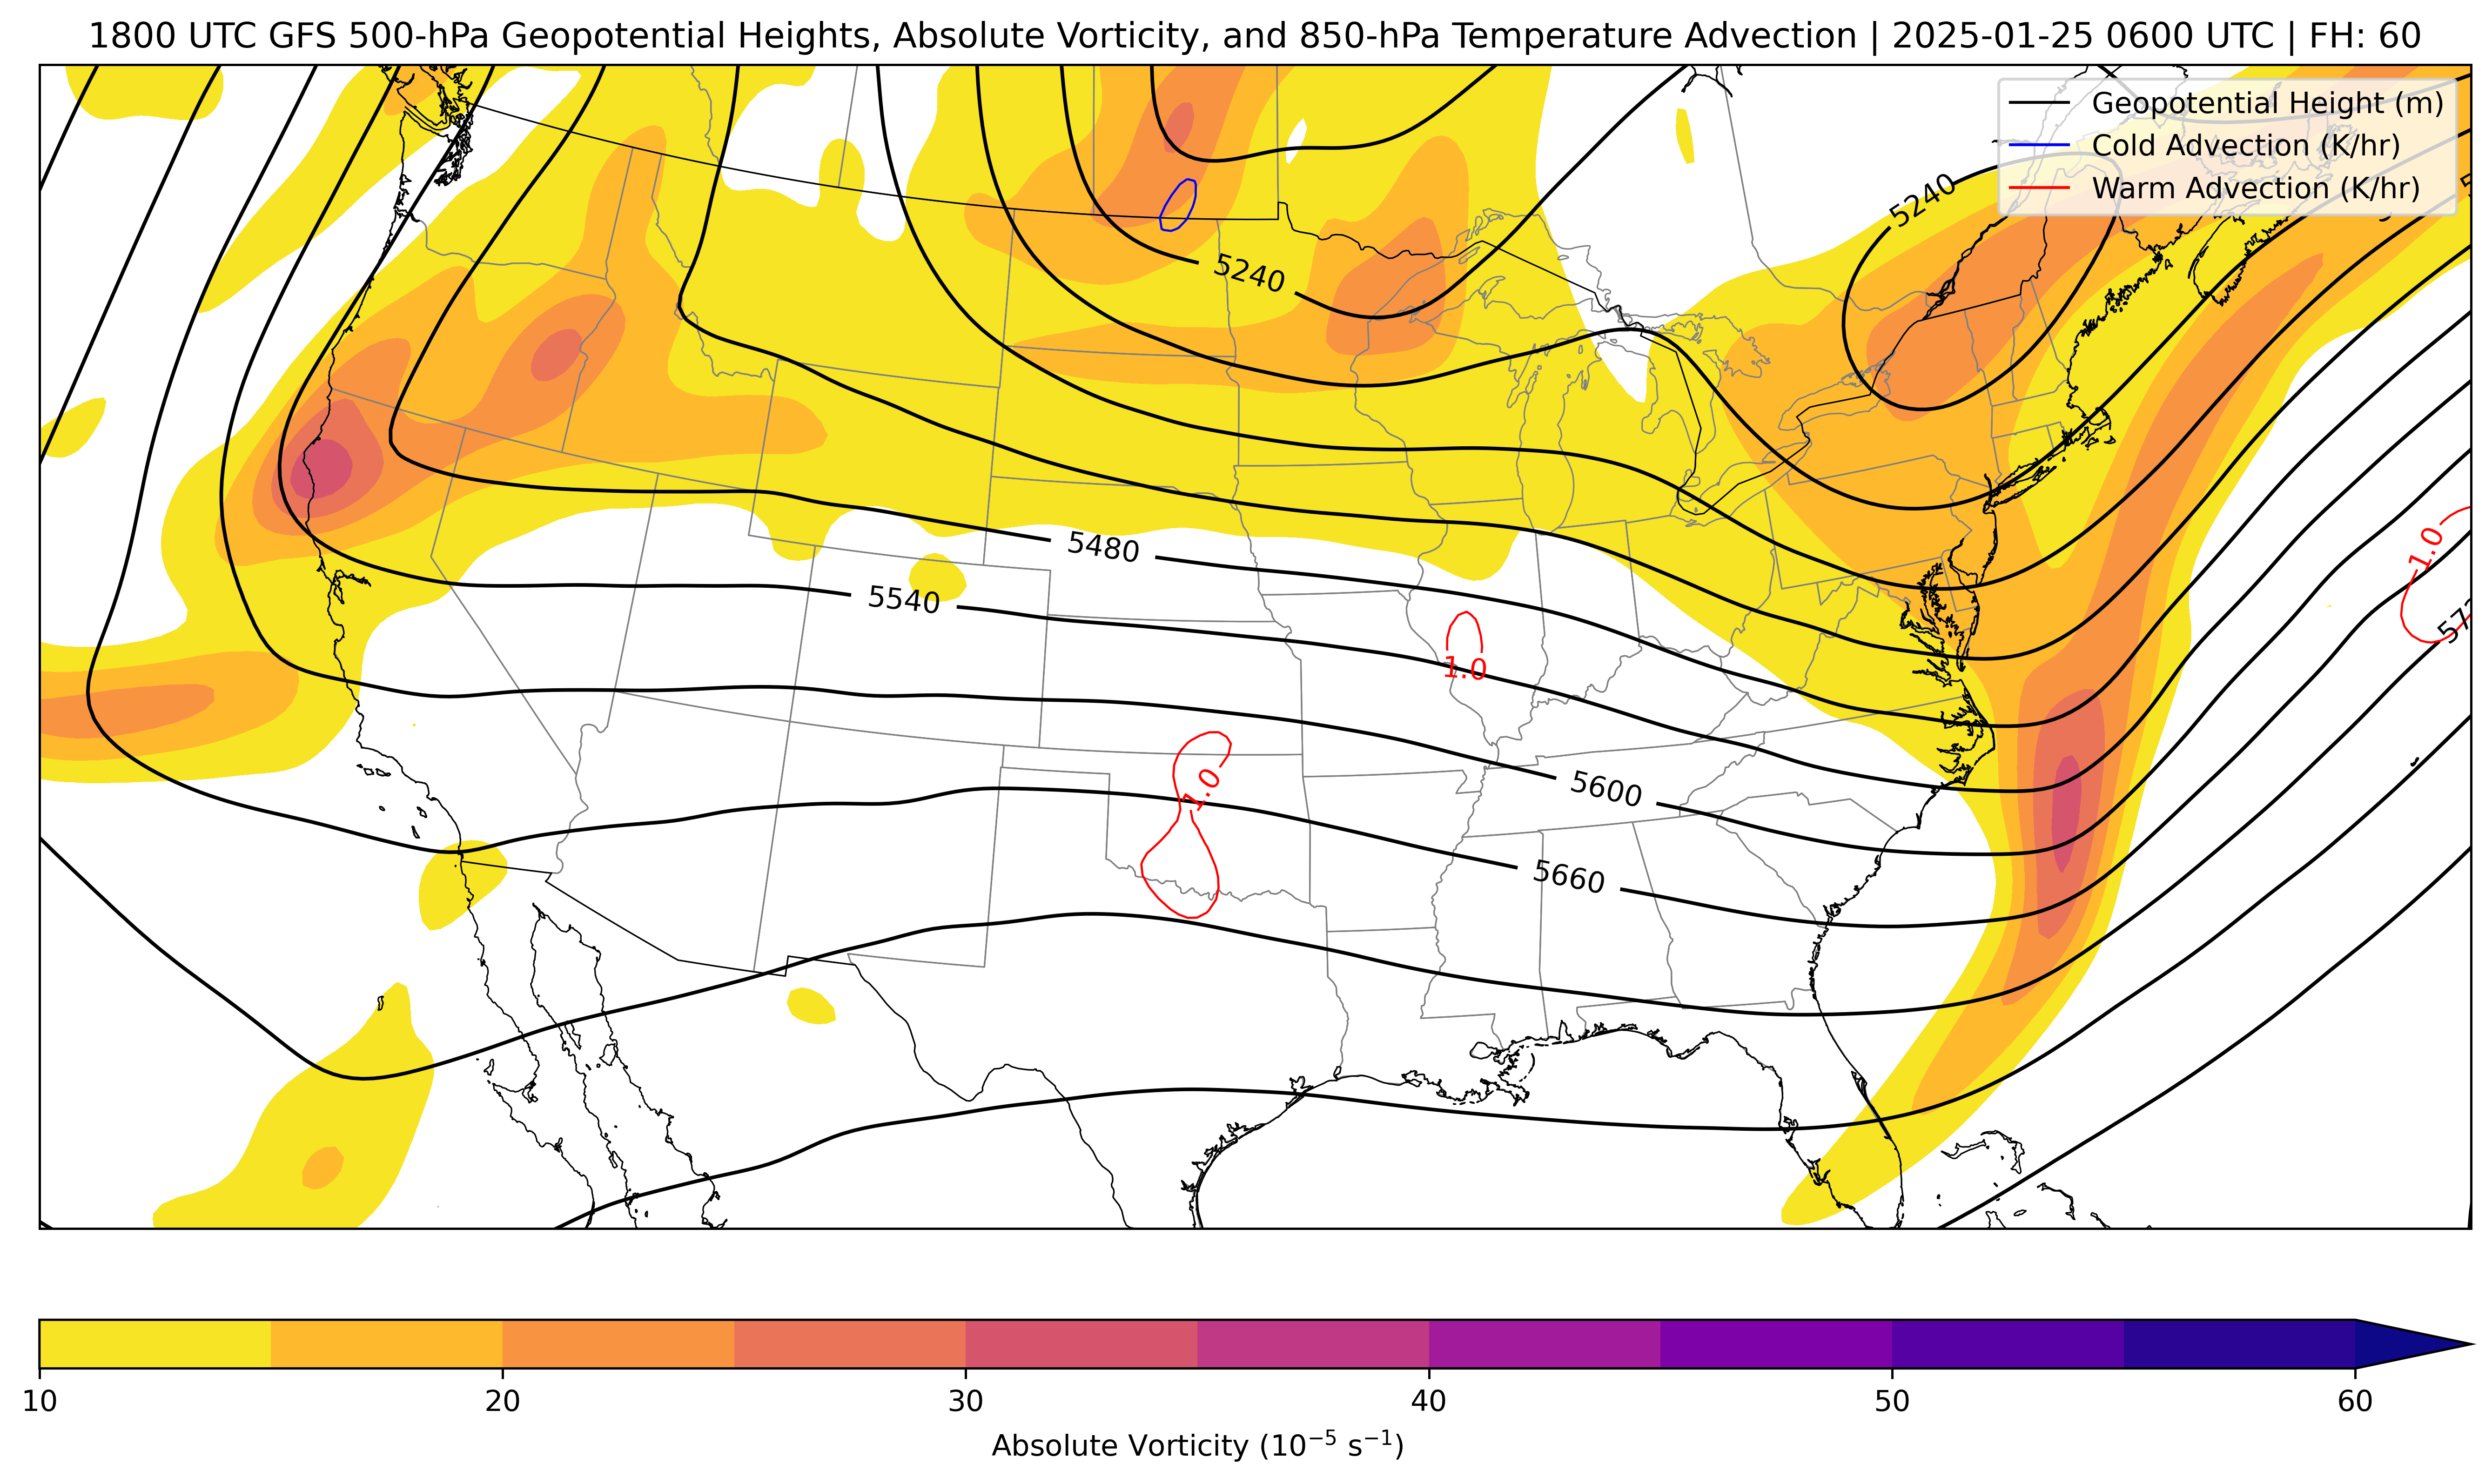 1800 UTC GFS 500-hPa Geopotential Heights, Absolute Vorticity, and 850-hPa Temperature Advection | 2025-01-25 0600 UTC | FH: 60
Geopotential Height (m)
Cold Advection (K/hr)
Warm Advection (K/hr)
5240
5240
5480
5540
5600
5660
1.0
1.0
1.0
10 20 30 40 50 60
Absolute Vorticity (10⁻⁵ s⁻¹)